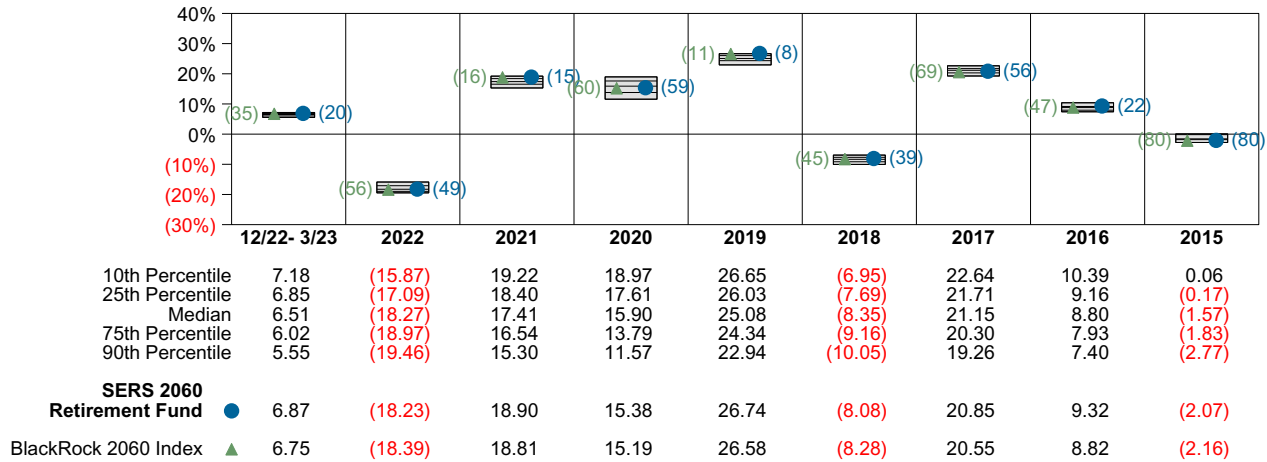 40%
30%
20%
10%
0%
(10%)
(20%)
(30%)
(35) (20)
(56) (49)
(16) (15)
(60) (59)
(11) (8)
(45) (39)
(69) (56)
(47) (22)
(80) (80)
12/22- 3/23 2022 2021 2020 2019 2018 2017 2016 2015
10th Percentile 7.18 (15.87) 19.22 18.97 26.65 (6.95) 22.64 10.39 0.06
25th Percentile 6.85 (17.09) 18.40 17.61 26.03 (7.69) 21.71 9.16 (0.17)
Median 6.51 (18.27) 17.41 15.90 25.08 (8.35) 21.15 8.80 (1.57)
75th Percentile 6.02 (18.97) 16.54 13.79 24.34 (9.16) 20.30 7.93 (1.83)
90th Percentile 5.55 (19.46) 15.30 11.57 22.94 (10.05) 19.26 7.40 (2.77)
SERS 2060
Retirement Fund 6.87 (18.23) 18.90 15.38 26.74 (8.08) 20.85 9.32 (2.07)
BlackRock 2060 Index 6.75 (18.39) 18.81 15.19 26.58 (8.28) 20.55 8.82 (2.16)